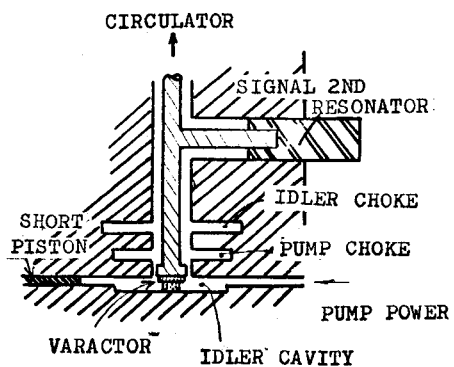 CIRCULATOR
SIGNAL 2ND
RESONATOR
IDLER CHOKE
SHORT
PISTON
PUMP CHOKE
PUMP POWER
VARACTOR
IDLER CAVITY